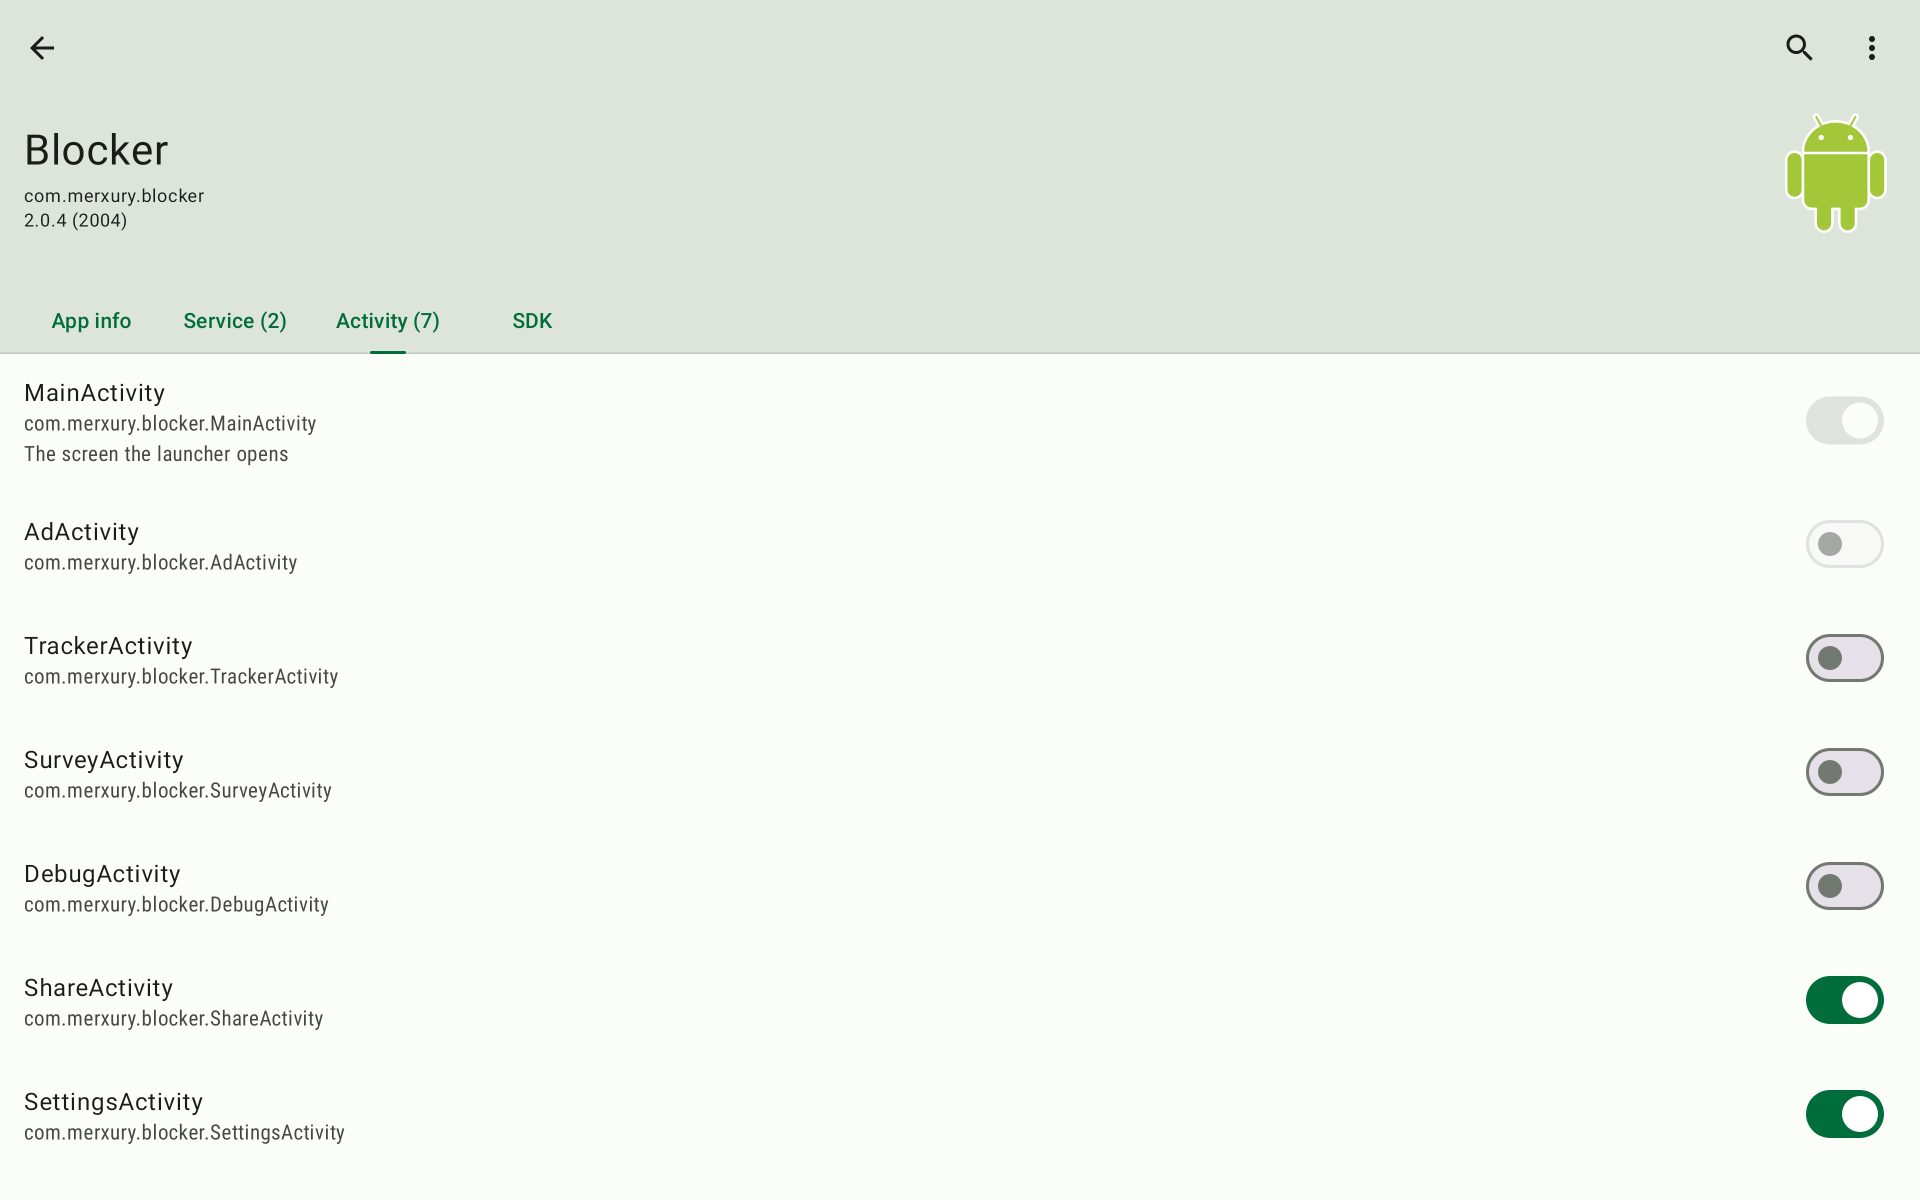 Blocker
com.merxury.blocker
2.0.4 (2004)
App info
Service (2)
Activity (7)
SDK
MainActivity
com.merxury.blocker.MainActivity
The screen the launcher opens
AdActivity
com.merxury.blocker.AdActivity
TrackerActivity
com.merxury.blocker.TrackerActivity
SurveyActivity
com.merxury.blocker.SurveyActivity
DebugActivity
com.merxury.blocker.DebugActivity
ShareActivity
com.merxury.blocker.ShareActivity
SettingsActivity
com.merxury.blocker.SettingsActivity